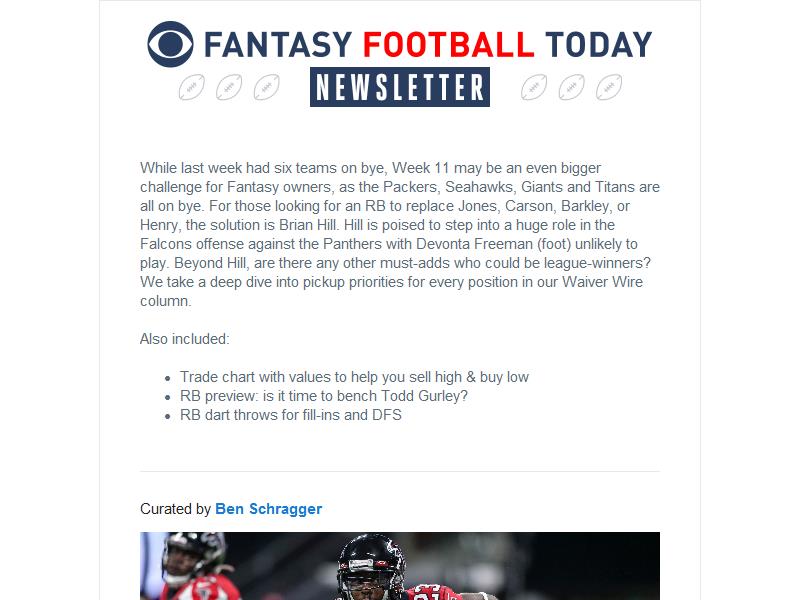 FANTASY FOOTBALL TODAY
NEWSLETTER
While last week had six teams on bye, Week 11 may be an even bigger
challenge for Fantasy owners, as the Packers, Seahawks, Giants and Titans are
all on bye. For those looking for an RB to replace Jones, Carson, Barkley, or
Henry, the solution is Brian Hill. Hill is poised to step into a huge role in the
Falcons offense against the Panthers with Devonta Freeman (foot) unlikely to
play. Beyond Hill, are there any other must-adds who could be league-winners?
We take a deep dive into pickup priorities for every position in our Waiver Wire
column.
Also included:
• Trade chart with values to help you sell high & buy low
• RB preview: is it time to bench Todd Gurley?
• RB dart throws for fill-ins and DFS
Curated by Ben Schragger